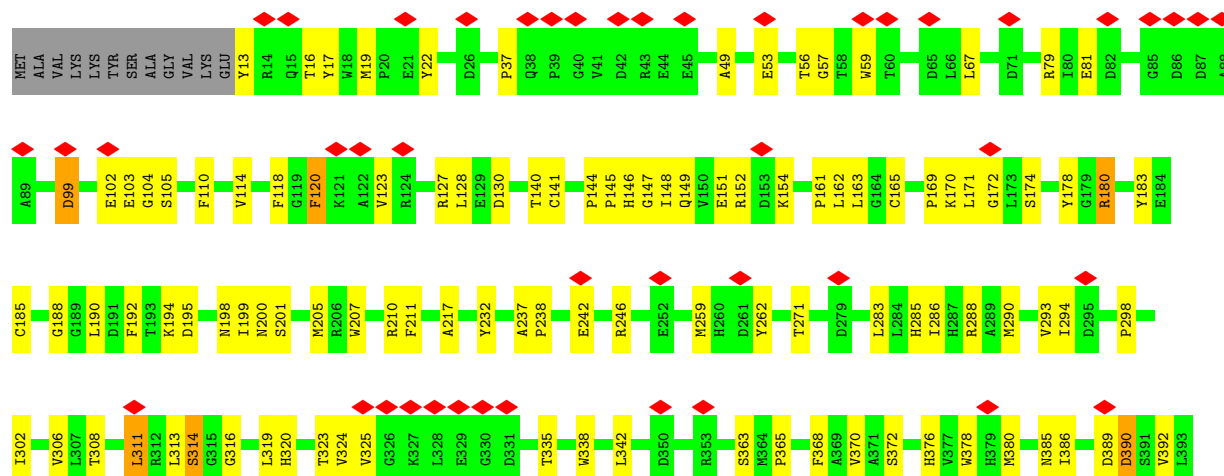 MET ALA VAL LYS LYS TYR SER ALA GLY VAL LYS GLU Y13 R14 Q15 T16 Y17 W18 M19 P20 E21 Y22 D26 P37 Q38 P39 G40 V41 D42 R43 E44 E45 A49 E53 T56 G57 T58 W59 T60 D65 L66 L67 D71 R79 I80 E81 D82 G85 D86 D87 A88
A89 D99 E102 E103 G104 S105 F110 V114 F118 G119 F120 K121 A122 V123 R124 R127 L128 E129 D130 T140 C141 P144 P145 H146 G147 I148 Q149 V150 E151 R152 D153 K154 P161 L162 L163 G164 C165 P169 K170 L171 G172 L173 S174 Y178 G179 R180 Y183 E184
C185 G188 G189 L190 D191 F192 T193 K194 D195 N198 I199 N200 S201 M205 R206 W207 R210 F211 A217 Y232 A237 P238 E242 R246 E252 M259 H260 D261 Y262 T271 D279 L283 L284 H285 I286 H287 R288 A289 M290 V293 I294 D295 P298
I302 V306 L307 T308 L311 R312 L313 S314 G315 G316 L319 H320 T323 V324 V325 G326 K327 L328 E329 G330 D331 T335 W338 L342 D350 R353 S363 M364 P365 F368 A369 V370 A371 S372 H376 V377 W378 H379 M380 N385 I386 D389 D390 S391 V392 L393